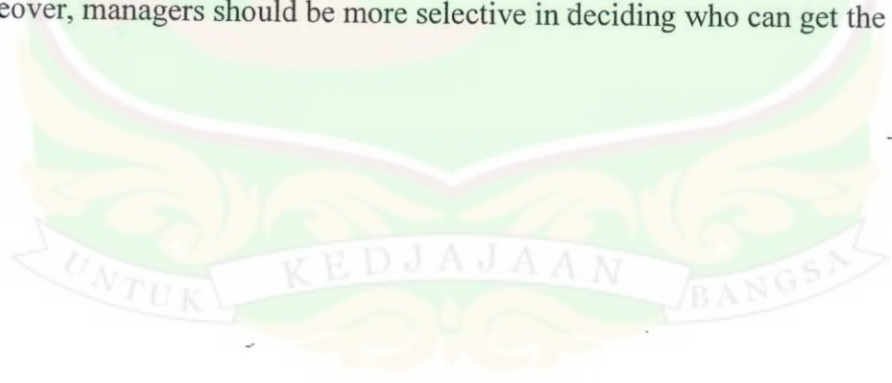 eover, managers should be more selective in deciding who can get the
UNTUK KEDJAJAAN BANGSA